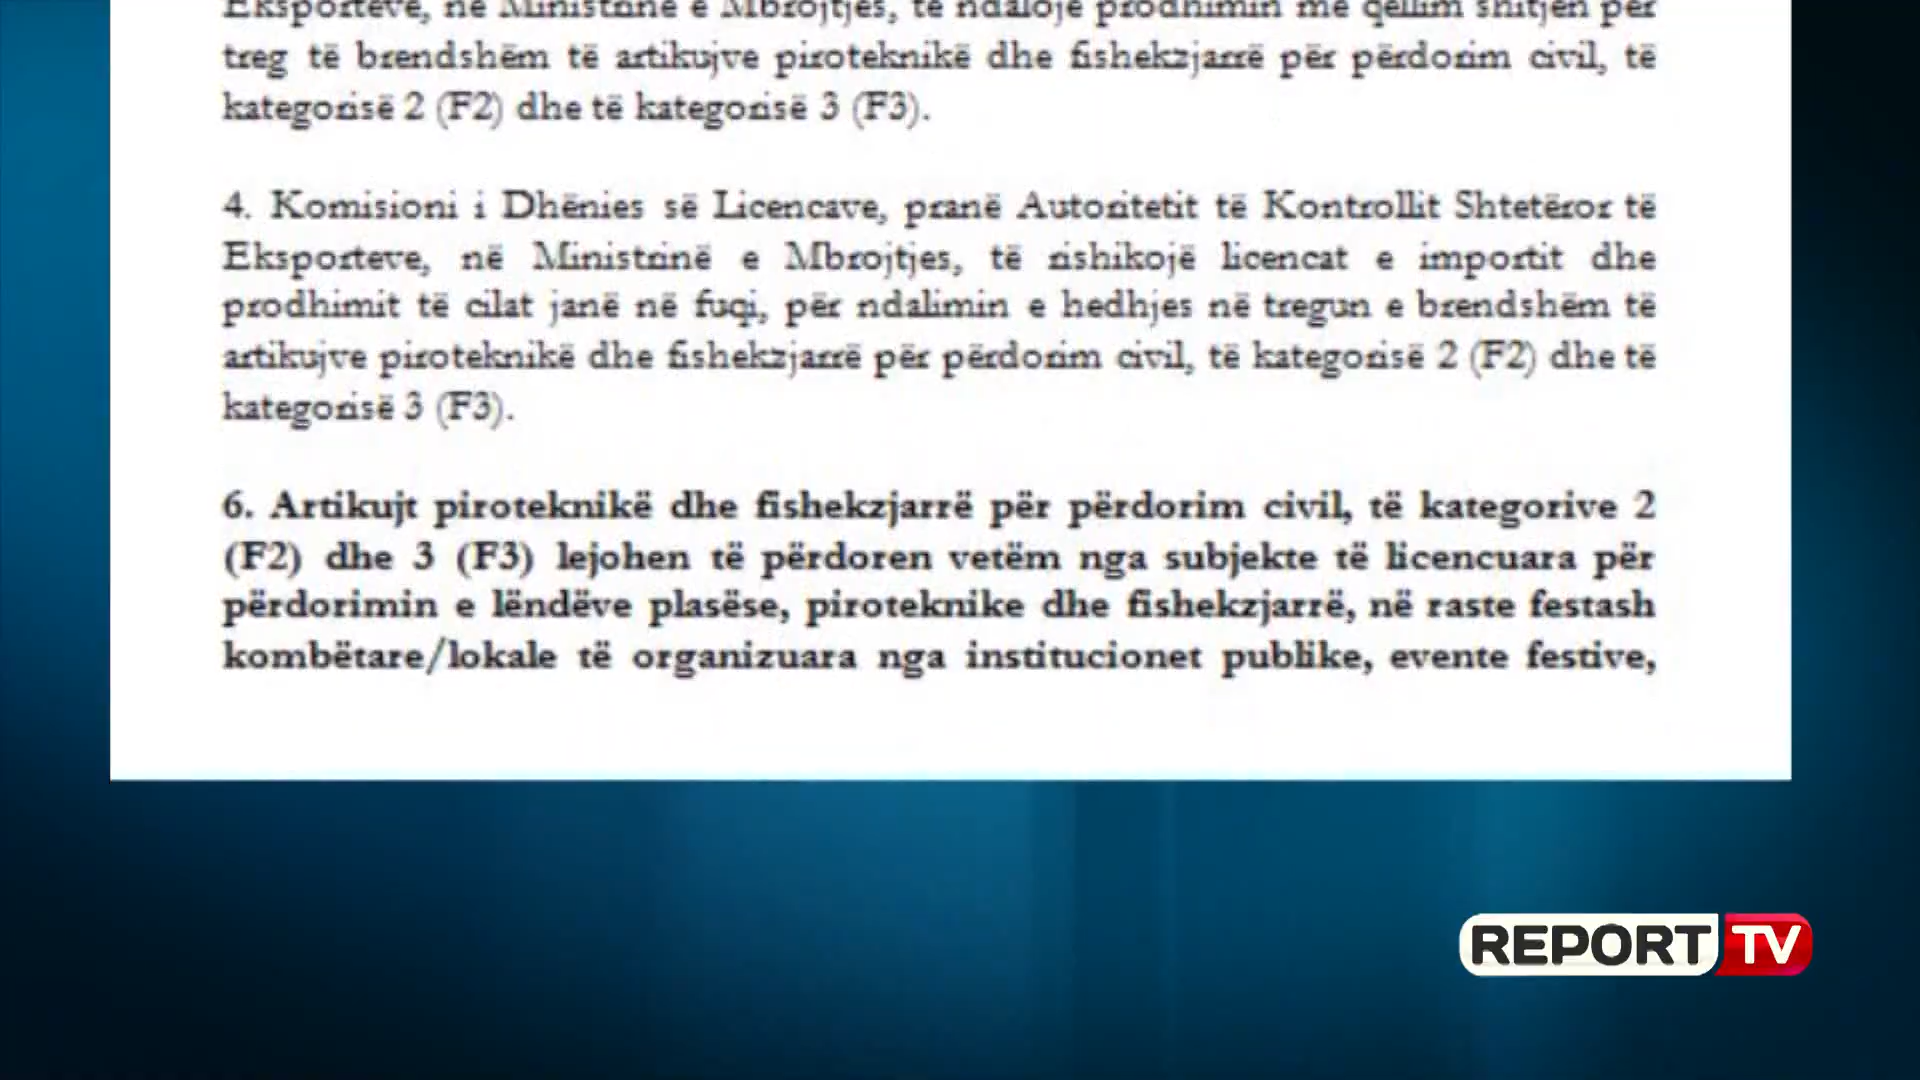 Eksporteve, në Ministrinë e Mbrojtjes, të ndalojë prodhimin me qëllim shitjen për
treg të brendshëm të artikujve piroteknikë dhe fishekzjarrë për përdorim civil, të
kategorisë 2 (F2) dhe të kategorisë 3 (F3).
4. Komisioni i Dhënies së Licencave, pranë Autoritetit të Kontrollit Shtetëror të
Eksporteve, në Ministrinë e Mbrojtjes, të rishikojë licencat e importit dhe
prodhimit të cilat janë në fuqi, për ndalimin e hedhjes në tregun e brendshëm të
artikujve piroteknikë dhe fishekzjarrë për përdorim civil, të kategorisë 2 (F2) dhe të
kategorisë 3 (F3).
6. Artikujt piroteknikë dhe fishekzjarrë për përdorim civil, të kategorive 2
(F2) dhe 3 (F3) lejohen të përdoren vetëm nga subjekte të licencuara për
përdorimin e lëndëve plasëse, piroteknike dhe fishekzjarrë, në raste festash
kombëtare/lokale të organizuara nga institucionet publike, evente festive,
REPORT TV